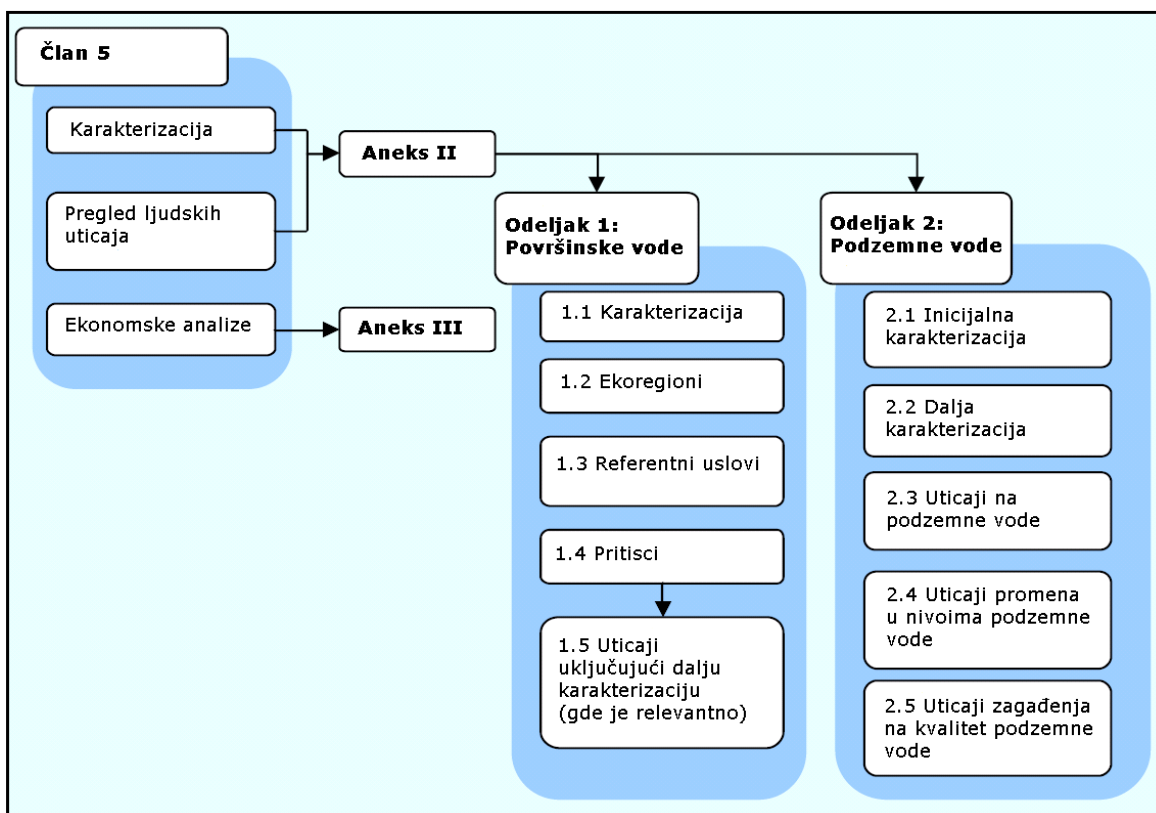 Član 5
Karakterizacija
Pregled ljudskih
uticaja
Ekonomske analize
Aneks II
Aneks III
Odeljak 1:
Površinske vode
1.1 Karakterizacija
1.2 Ekoregioni
1.3 Referentni uslovi
1.4 Pritisci
1.5 Uticaji
uključujući dalju
karakterizaciju
(gde je relevantno)
Odeljak 2:
Podzemne vode
2.1 Inicijalna
karakterizacija
2.2 Dalja
karakterizacija
2.3 Uticaji na
podzemne vode
2.4 Uticaji promena
u nivoima podzemne
vode
2.5 Uticaji zagađenja
na kvalitet podzemne
vode